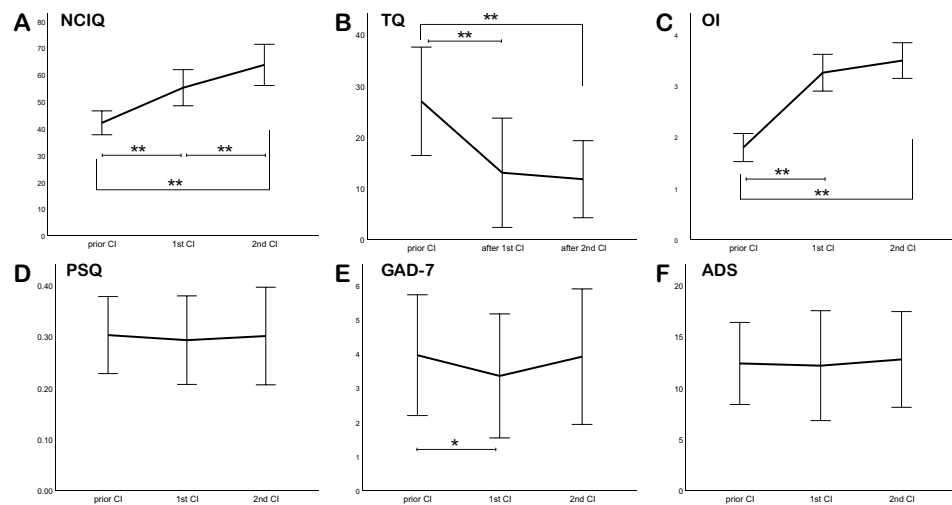 A NCIQ
80
70
60
50
40
30
20
10
0
**
**
**
prior CI
1st CI
2nd CI
B TQ
40
30
20
10
0
**
**
prior CI
after 1st CI
after 2nd CI
C OI
4
3
2
1
0
**
**
prior CI
1st CI
2nd CI
D PSQ
0.40
0.30
0.20
0.10
0.00
prior CI
1st CI
2nd CI
E GAD-7
6
5
4
3
2
1
0
*
prior CI
1st CI
2nd CI
F ADS
20
15
10
5
0
prior CI
1st CI
2nd CI